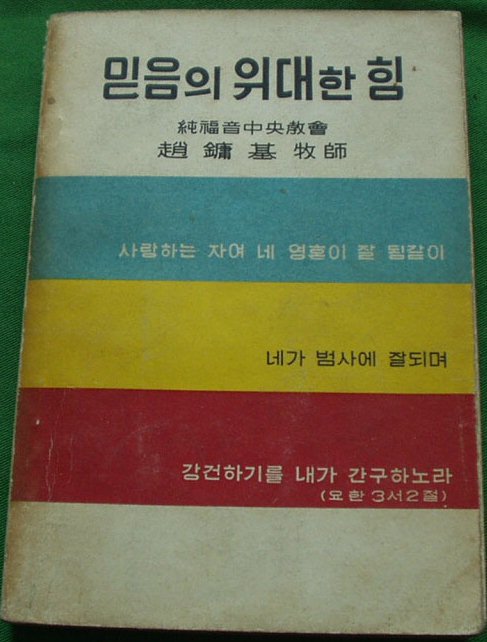 믿음의 위대한 힘
純福音中央敎會
趙鏞基牧師
사랑하는 자여 네 영혼이 잘 됨같이
네가 범사에 잘되며
강건하기를 내가 간구하노라
(요한 3서2절)